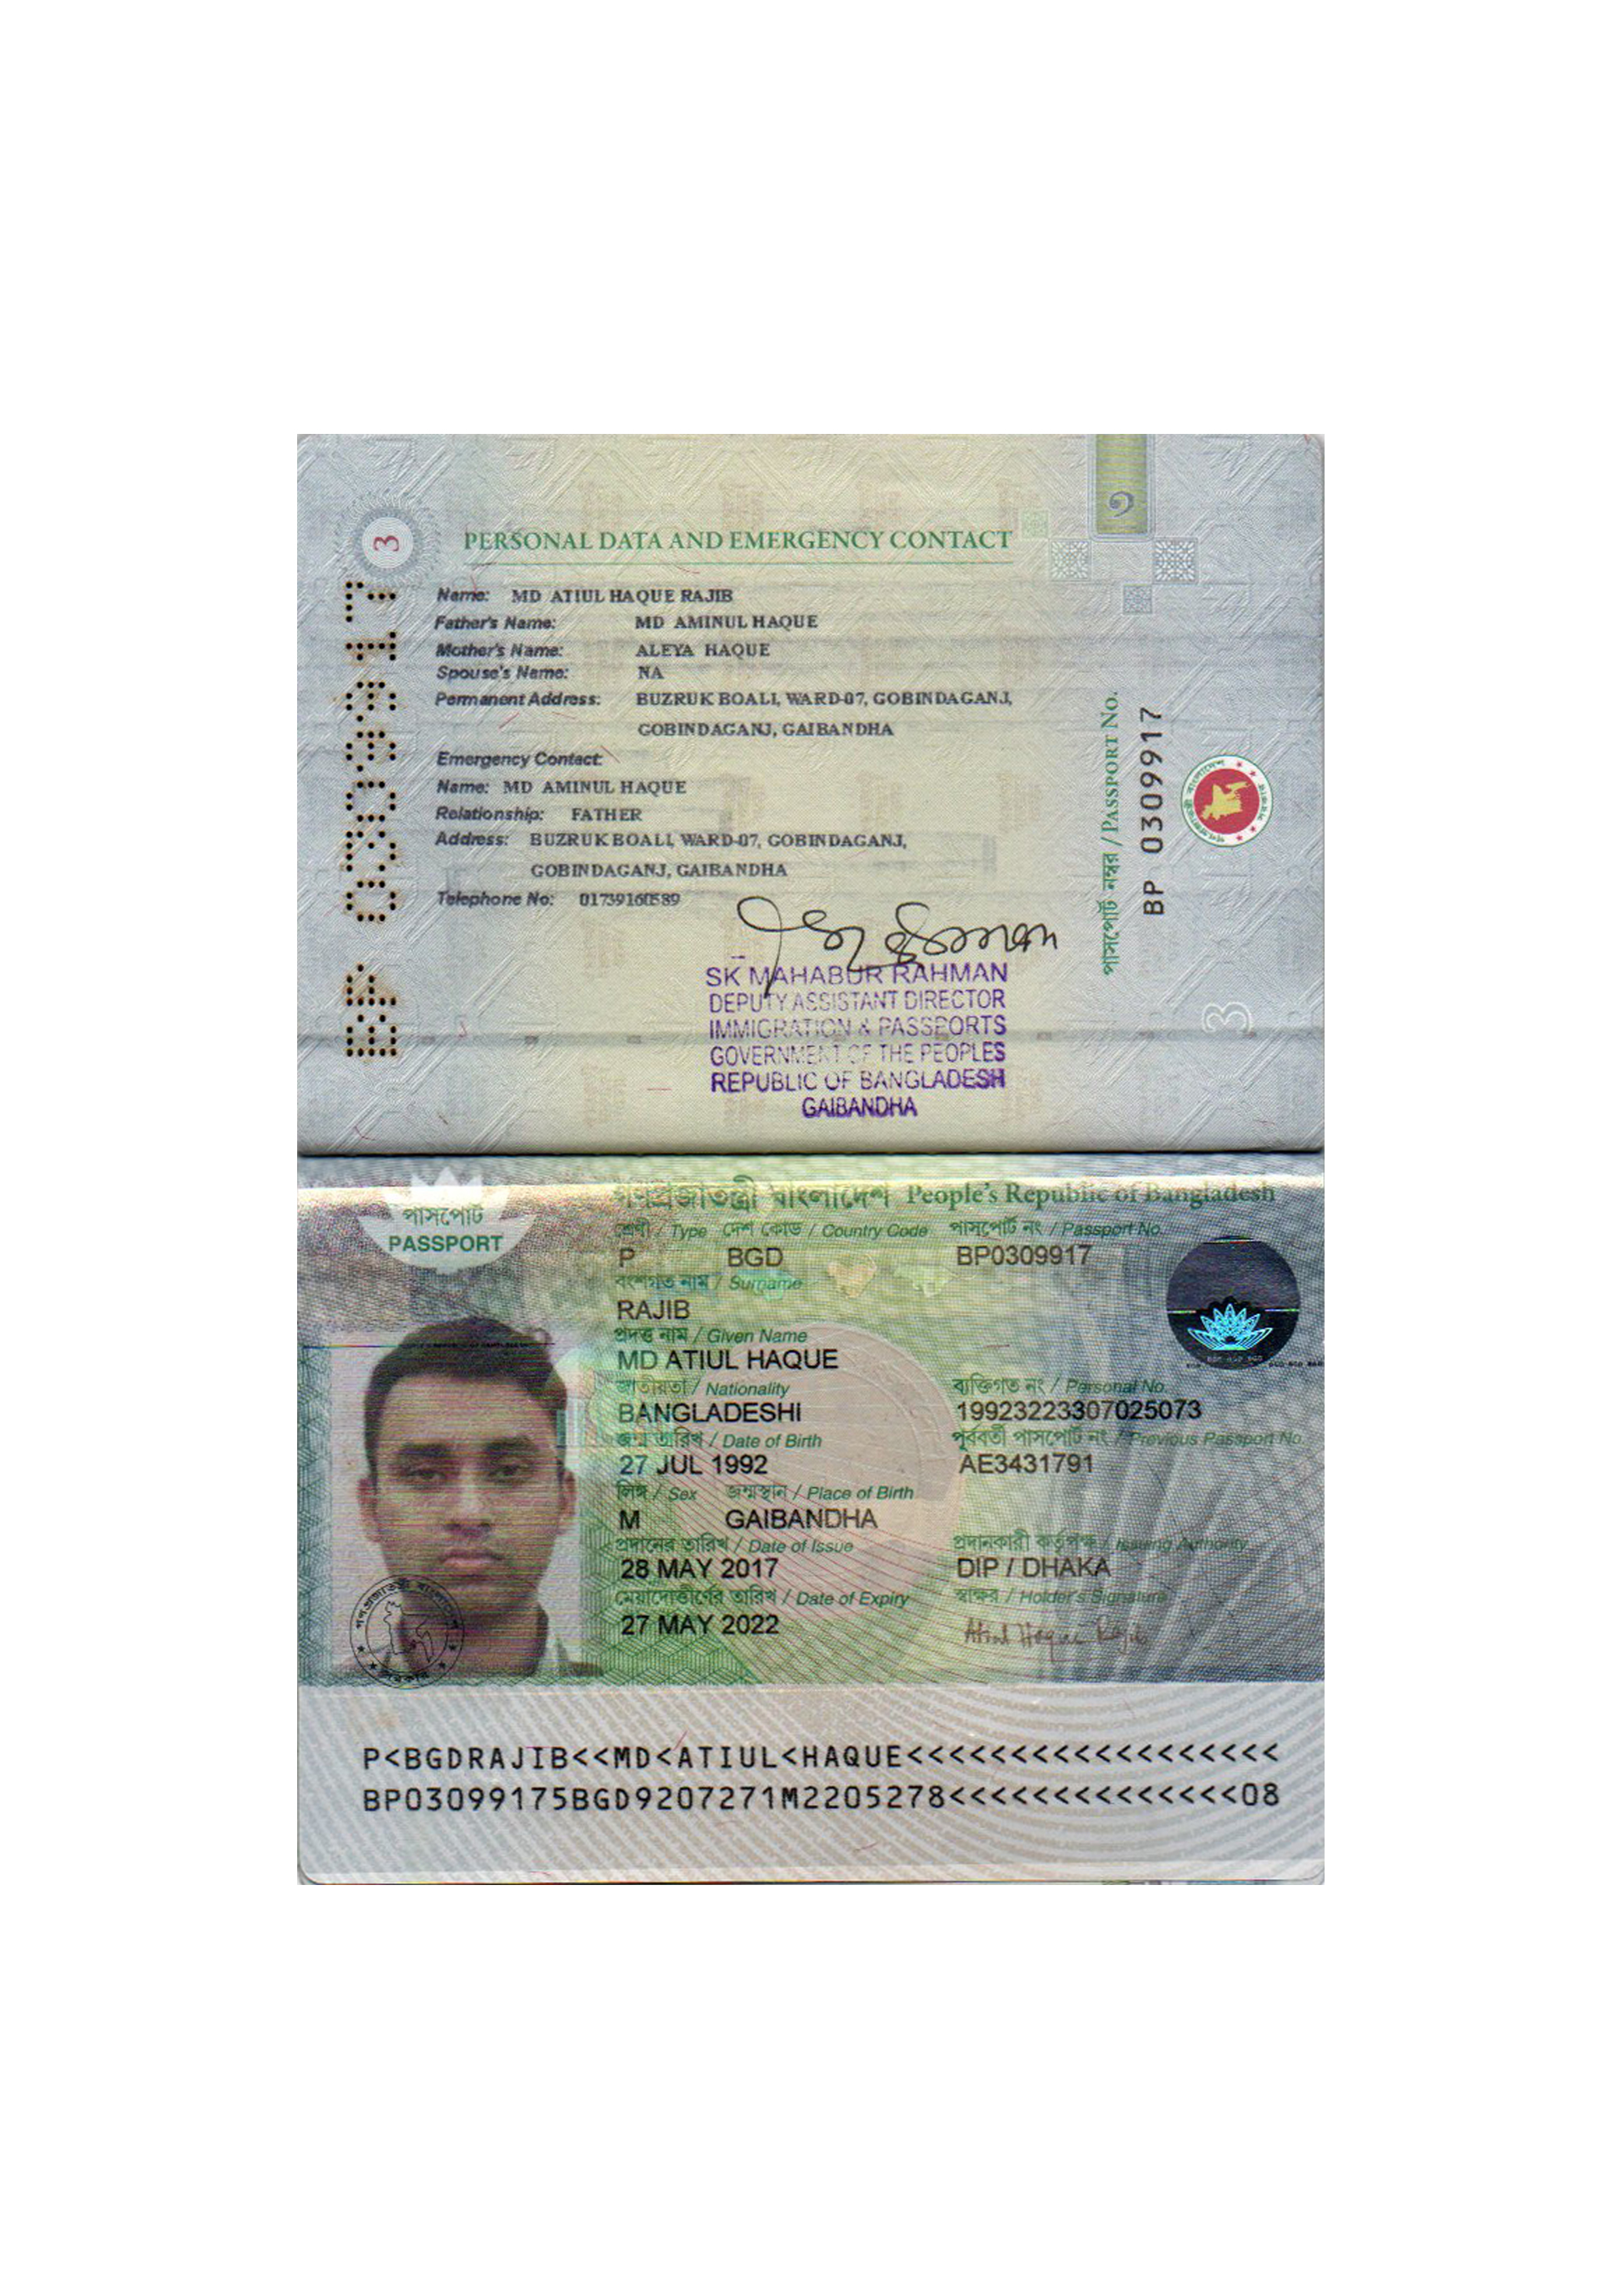 3
PERSONAL DATA AND EMERGENCY CONTACT
Name: MD ATIUL HAQUE RAJIB
Father's Name: MD AMINUL HAQUE
Mother's Name: ALEYA HAQUE
Spouse's Name: NA
Permanent Address: BUZRUK BOALI, WARD-07, GOBINDAGANJ,
GOBINDAGANJ, GAIBANDHA
Emergency Contact:
Name: MD AMINUL HAQUE
Relationship: FATHER
Address: BUZRUK BOALI, WARD-07, GOBINDAGANJ,
GOBINDAGANJ, GAIBANDHA
Telephone No: 01739160589
SK MAHABUR RAHMAN
DEPUTY ASSISTANT DIRECTOR
IMMIGRATION & PASSPORTS
GOVERNMENT OF THE PEOPLES
REPUBLIC OF BANGLADESH
GAIBANDHA
BP 0309917
পাসপোর্ট নম্বর / PASSPORT No.
BP 0309917
৩
পাসপোর্ট
PASSPORT
গণপ্রজাতন্ত্রী বাংলাদেশ People's Republic of Bangladesh
শ্রেণী / Type দেশ কোড / Country Code পাসপোর্ট নং / Passport No.
P BGD BP0309917
বংশগত নাম / Surname
RAJIB
প্রদত্ত নাম / Given Name
MD ATIUL HAQUE
জাতীয়তা / Nationality ব্যক্তিগত নং / Personal No.
BANGLADESHI 19923223307025073
জন্ম তারিখ / Date of Birth পূর্ববর্তী পাসপোর্ট নং / Previous Passport No.
27 JUL 1992 AE3431791
লিঙ্গ / Sex জন্মস্থান / Place of Birth
M GAIBANDHA
প্রদানের তারিখ / Date of Issue প্রদানকারী কর্তৃপক্ষ / Issuing Authority
28 MAY 2017 DIP / DHAKA
মেয়াদোত্তীর্ণের তারিখ / Date of Expiry স্বাক্ষর / Holder's Signature
27 MAY 2022 Atiul Haque Rajib
P<BGDRAJIB<<MD<ATIUL<HAQUE<<<<<<<<<<<<<<<<<<
BP03099175BGD9207271M2205278<<<<<<<<<<<<<<08